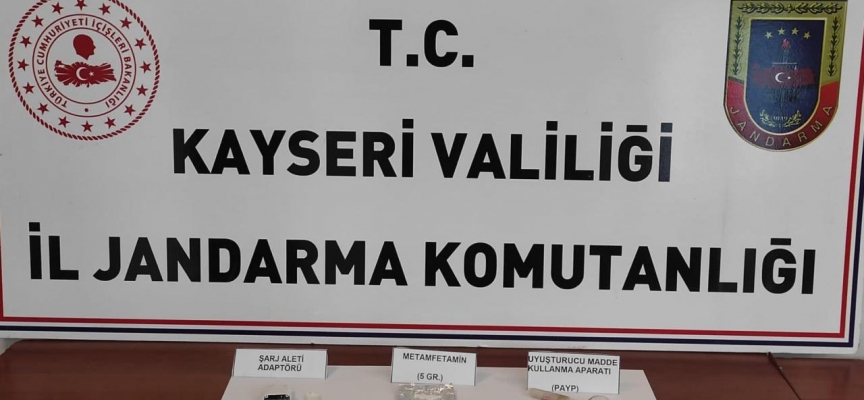 TÜRKİYE CUMHURİYETİ İÇİŞLERİ BAKANLIĞI
T.C.
KAYSERİ VALİLİĞİ
İL JANDARMA KOMUTANLIĞI
1839
JANDARMA
ŞARJ ALETİ
ADAPTÖRÜ
METAMFETAMİN
(5 GR.)
UYUŞTURUCU MADDE
KULLANMA APARATI
(PAYP)